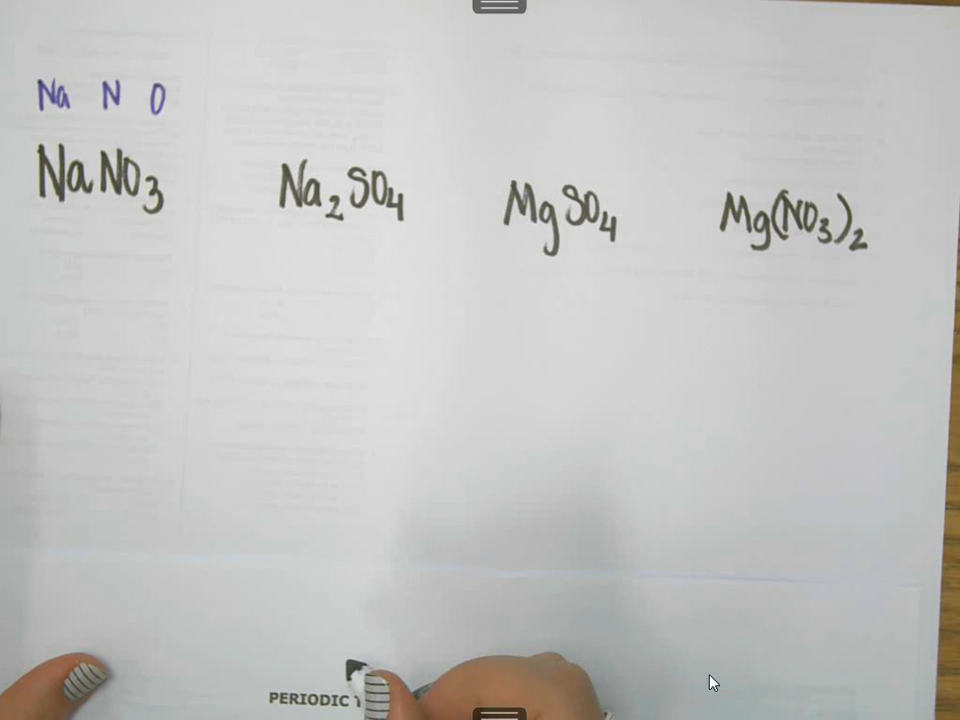 Na N O
NaNO₃ Na₂SO₄ MgSO₄ Mg(NO₃)₂
PERIODIC